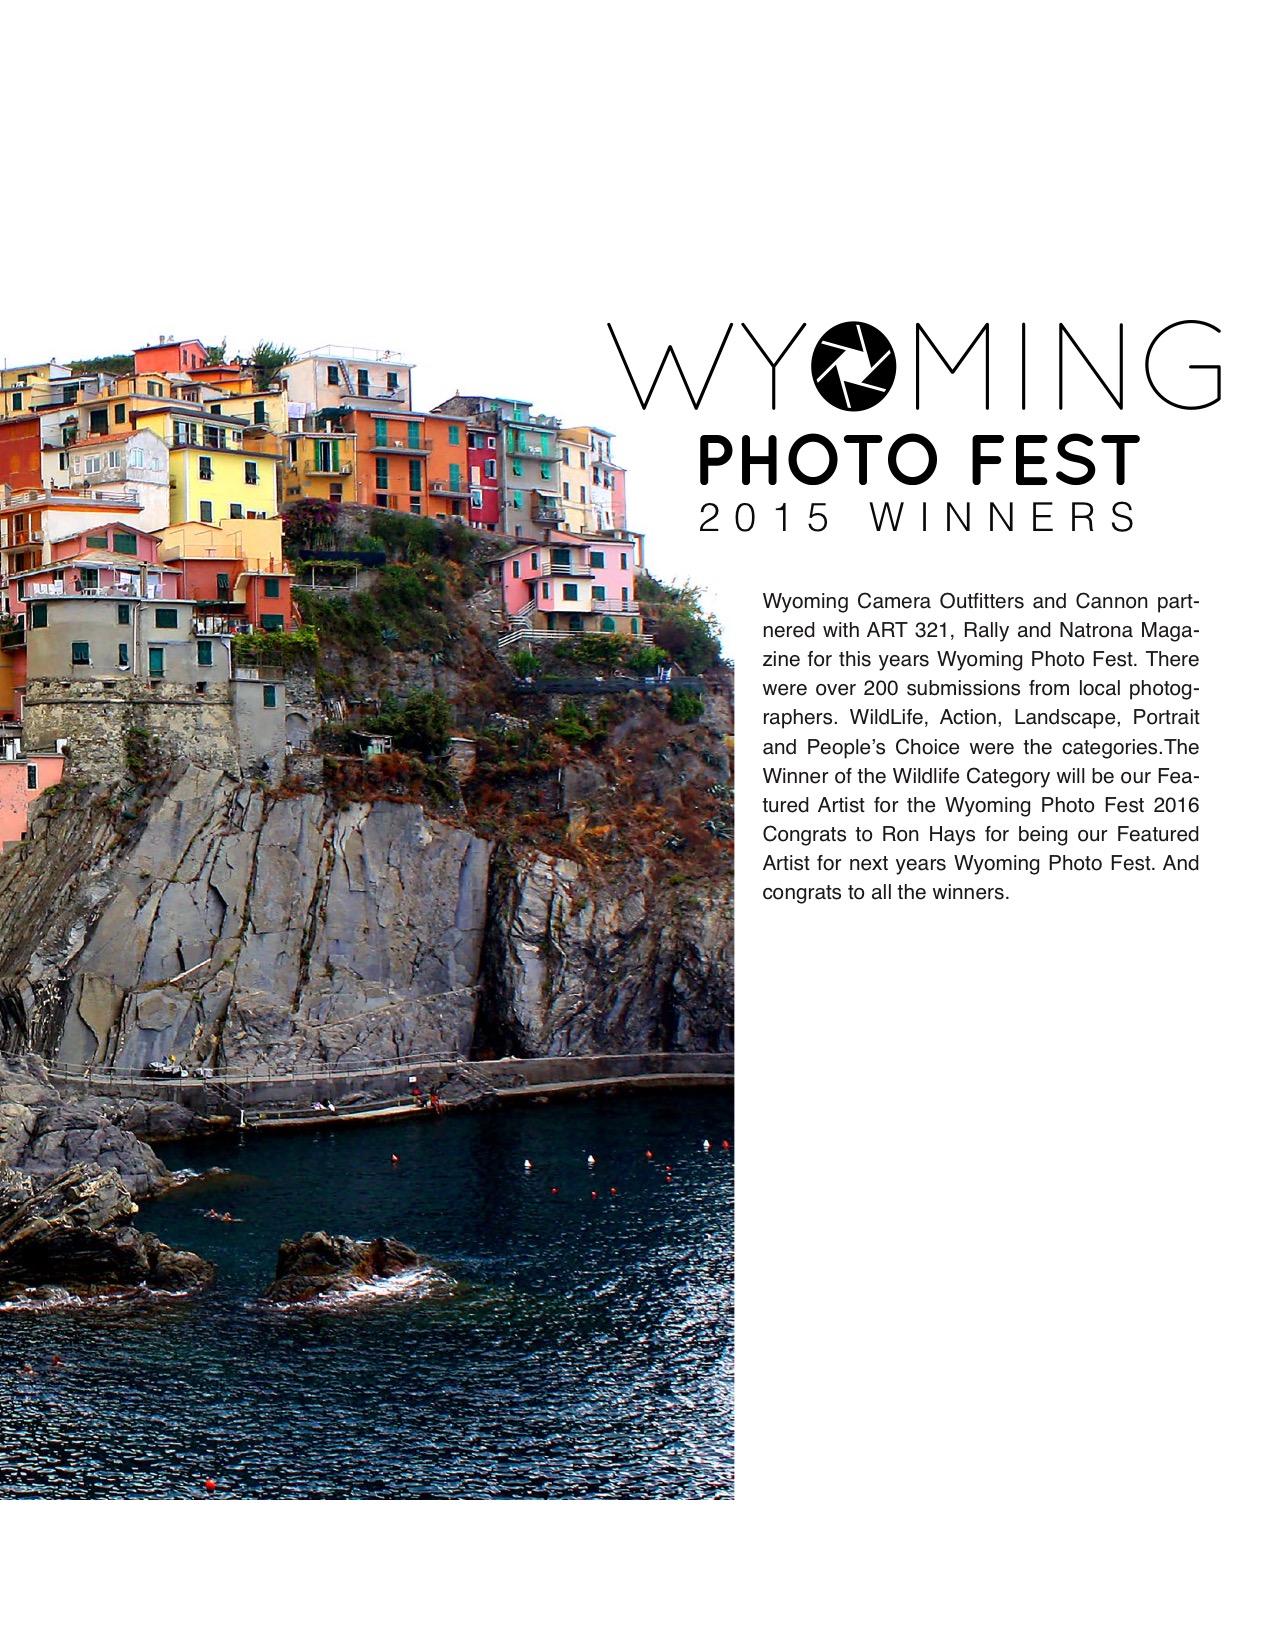 WYOMING
PHOTO FEST
2015 WINNERS
Wyoming Camera Outfitters and Cannon part-
nered with ART 321, Rally and Natrona Maga-
zine for this years Wyoming Photo Fest. There
were over 200 submissions from local photog-
raphers. WildLife, Action, Landscape, Portrait
and People’s Choice were the categories.The
Winner of the Wildlife Category will be our Fea-
tured Artist for the Wyoming Photo Fest 2016
Congrats to Ron Hays for being our Featured
Artist for next years Wyoming Photo Fest. And
congrats to all the winners.